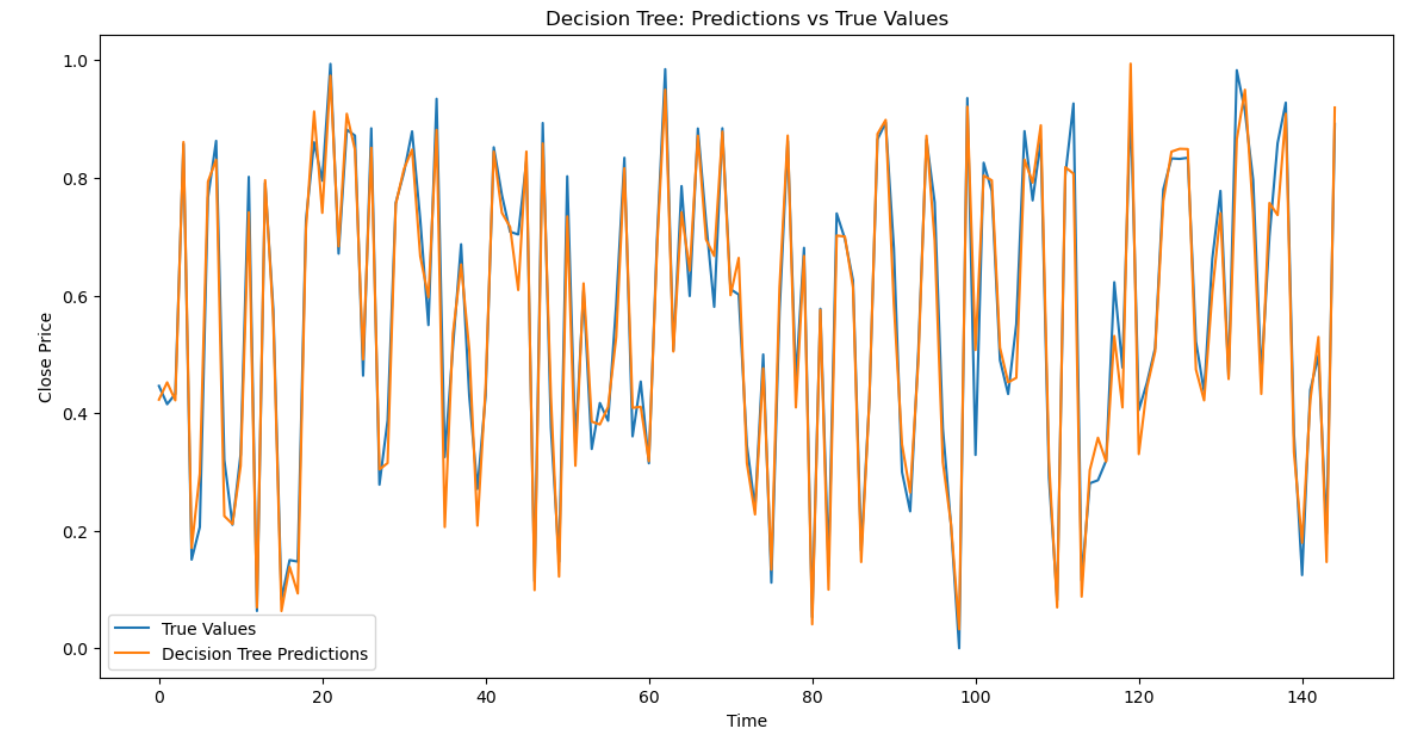 Decision Tree: Predictions vs True Values
Close Price
1.0
0.8
0.6
0.4
0.2
0.0
True Values
Decision Tree Predictions
0 20 40 60 80 100 120 140
Time